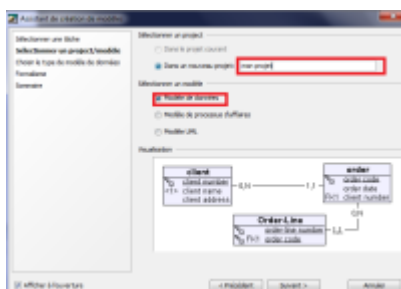 Assistant de création de modèles
Sélectionner une tâche
Sélectionner un projet/modèle
Choisir le type de modèle de données
Formalisme
Sommaire
Sélectionner un projet
Dans le projet courant
Dans un nouveau projet: mon projet
Sélectionner un modèle
Modèle de données
Modèle de processus d'affaires
Modèle UML
Visualisation
client
client number
client name
client address
0,N
1,1
order
order code
order date
client number
0,N
Order-Line
order line number
order code
1,1
Afficher à l'ouverture
< Précédent
Suivant >
Annuler